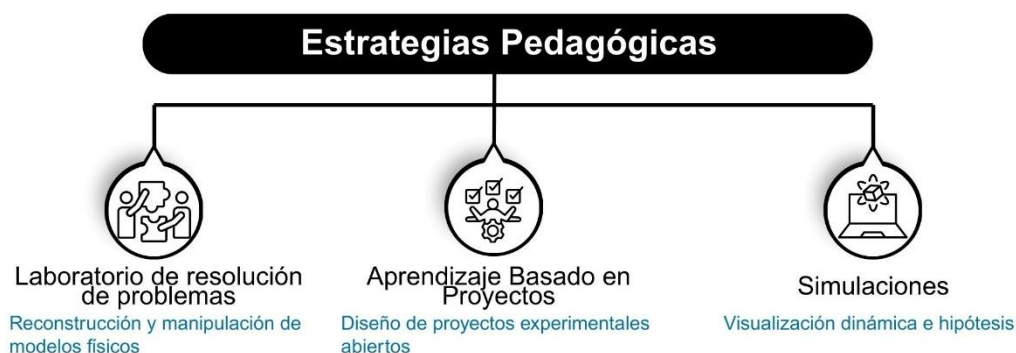 Estrategias Pedagógicas
Laboratorio de resolución
de problemas
Reconstrucción y manipulación de
modelos físicos
Aprendizaje Basado en
Proyectos
Diseño de proyectos experimentales
abiertos
Simulaciones
Visualización dinámica e hipótesis